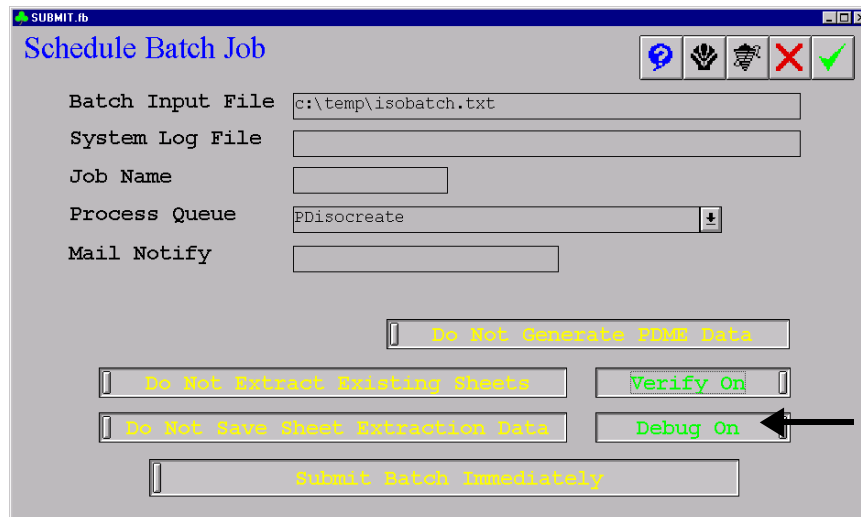 SUBMIT.fb
Schedule Batch Job
Batch Input File c:\temp\isobatch.txt
System Log File
Job Name
Process Queue PDisocreate
Mail Notify
Do Not Generate PDME Data
Do Not Extract Existing Sheets Verify On
Do Not Save Sheet Extraction Data Debug On
Submit Batch Immediately